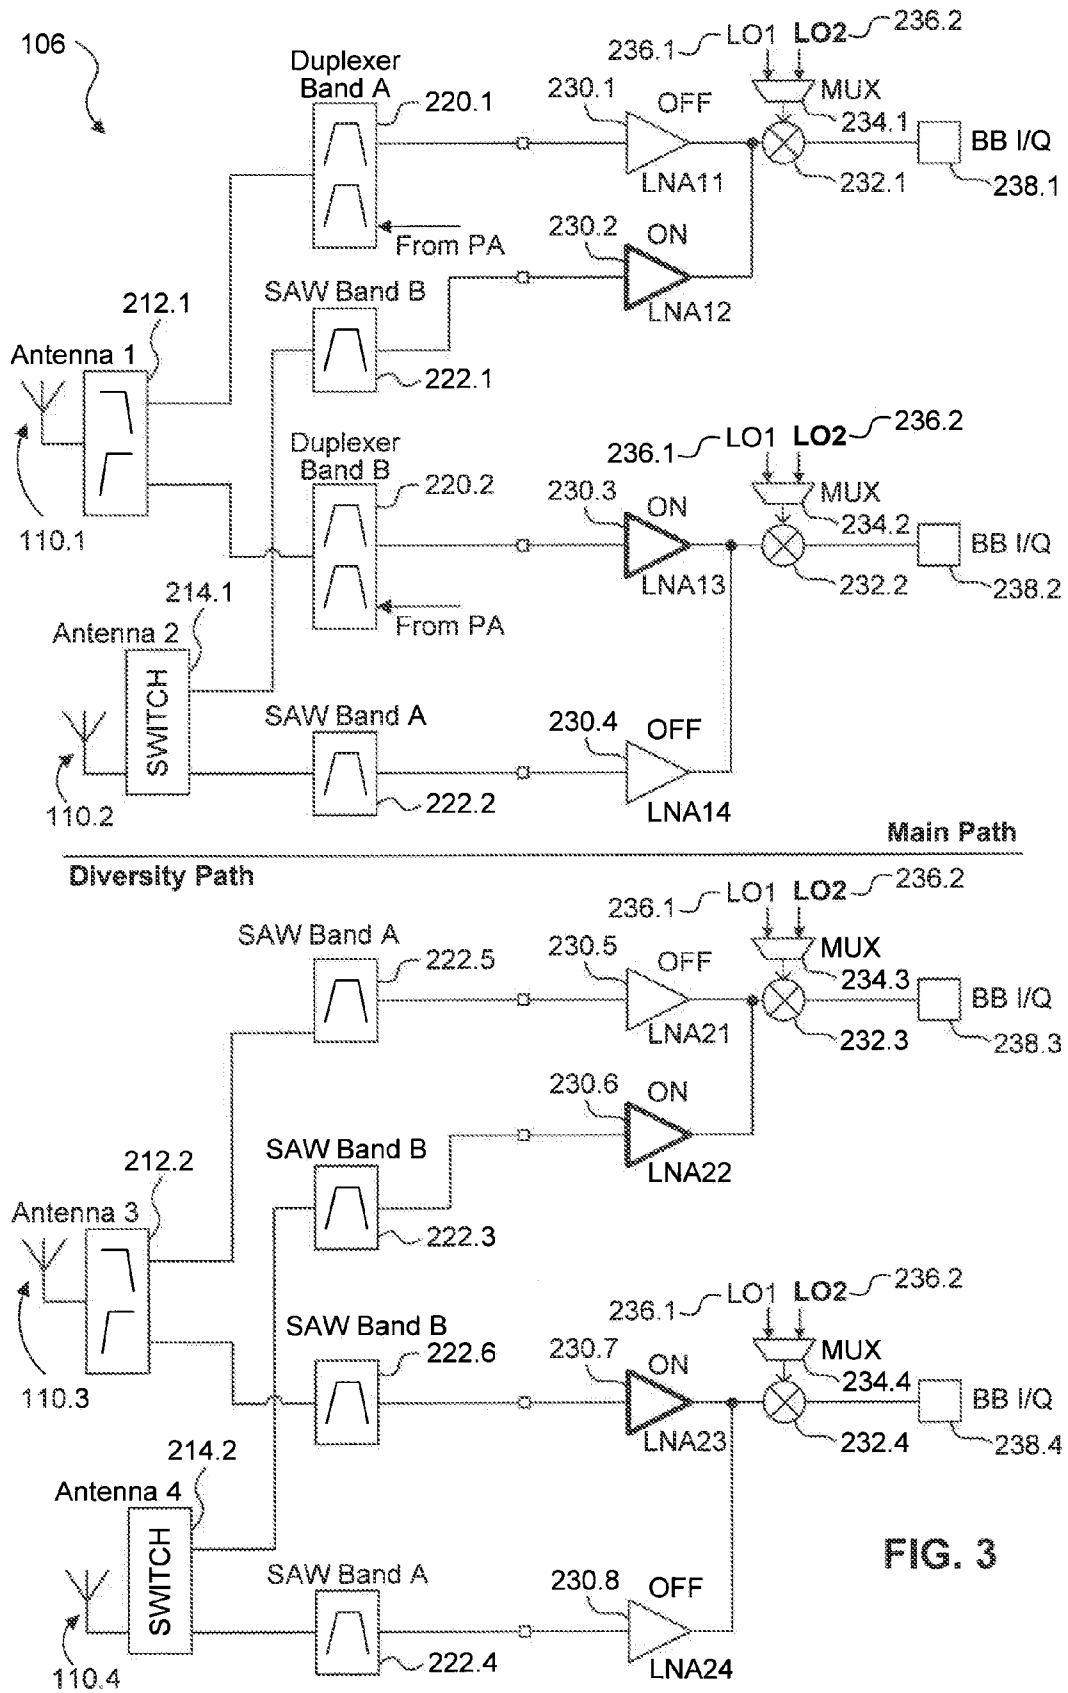 106
Duplexer
Band A
220.1
From PA
236.1 LO1 LO2 236.2
230.1
OFF
LNA11
MUX
234.1
232.1
BB I/Q
238.1
230.2
ON
LNA12
SAW Band B
222.1
212.1
Antenna 1
110.1
Duplexer
Band B
220.2
From PA
236.1 LO1 LO2 236.2
230.3
ON
LNA13
MUX
234.2
232.2
BB I/Q
238.2
214.1
Antenna 2
SWITCH
110.2
SAW Band A
222.2
230.4
OFF
LNA14
Main Path
Diversity Path
236.1 LO1 LO2 236.2
SAW Band A
222.5
230.5
OFF
LNA21
MUX
234.3
232.3
BB I/Q
238.3
230.6
ON
LNA22
SAW Band B
222.3
212.2
Antenna 3
110.3
SAW Band B
222.6
236.1 LO1 LO2 236.2
230.7
ON
LNA23
MUX
234.4
232.4
BB I/Q
238.4
214.2
Antenna 4
SWITCH
110.4
SAW Band A
222.4
230.8
OFF
LNA24
FIG. 3